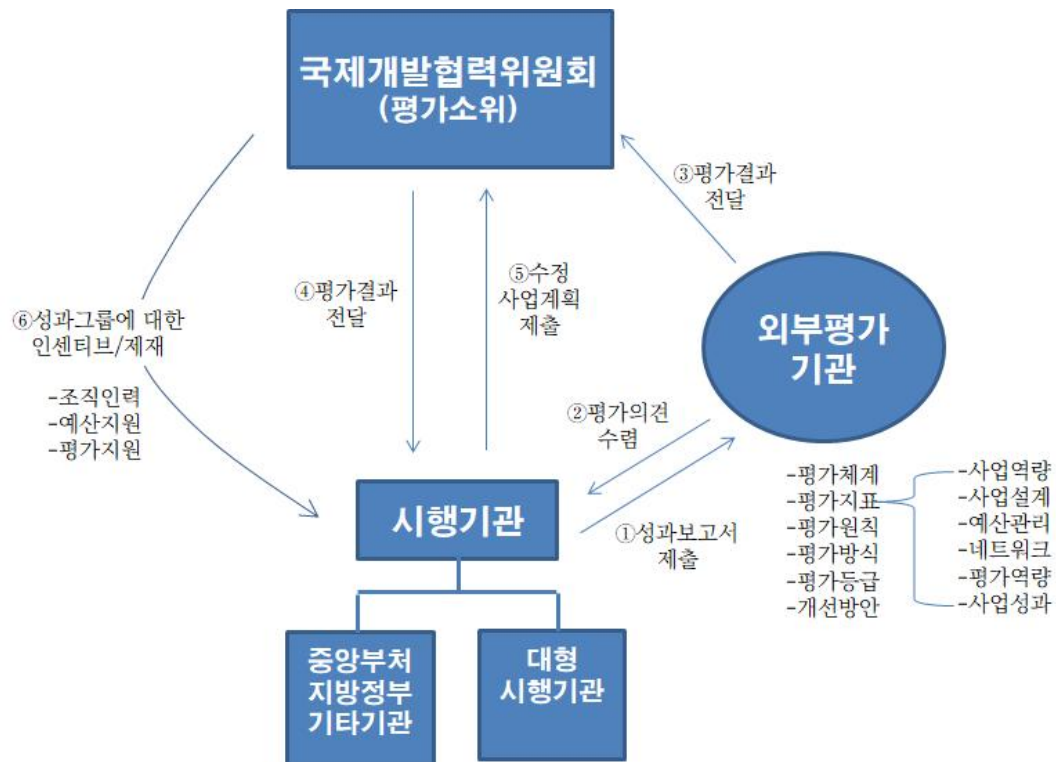 국제개발협력위원회
(평가소위)
③평가결과
전달
④평가결과
전달
⑤수정
사업계획
제출
⑥성과그룹에 대한
인센티브/제재
-조직인력
-예산지원
-평가지원
외부평가
기관
②평가의견
수렴
시행기관
①성과보고서
제출
-평가체계
-평가지표
-평가원칙
-평가방식
-평가등급
-개선방안
-사업역량
-사업설계
-예산관리
-네트워크
-평가역량
-사업성과
중앙부처
지방정부
기타기관
대형
시행기관